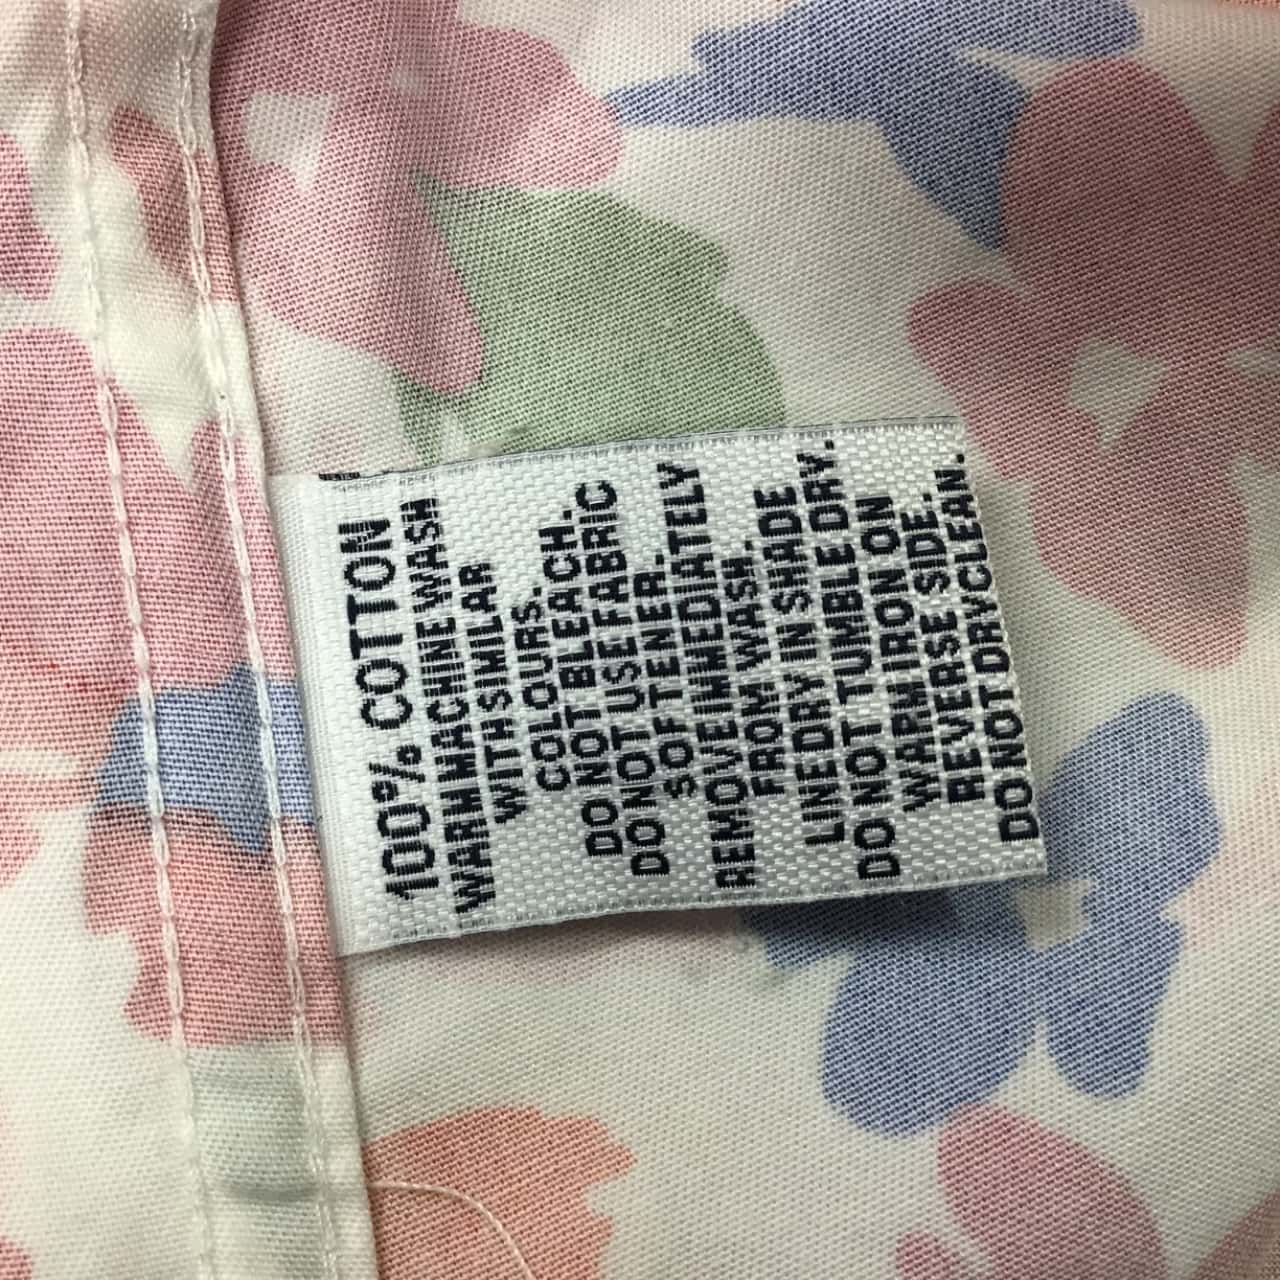 100% COTTON
WARM MACHINE WASH
WITH SIMILAR
COLOURS.
DO NOT BLEACH.
DO NOT USE FABRIC
SOFTENER.
REMOVE IMMEDIATELY
FROM WASH.
LINE DRY IN SHADE
DO NOT TUMBLE DRY.
WARM IRON ON
REVERSE SIDE.
DO NOT DRYCLEAN.